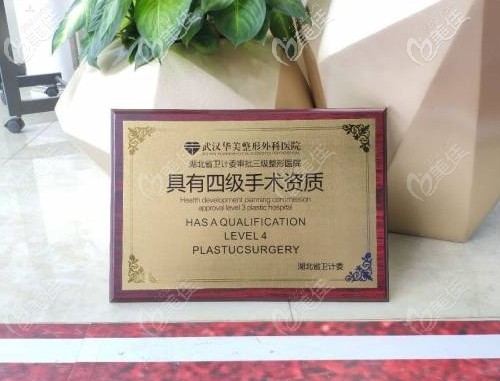 武汉华美整形外科医院
湖北省卫计委审批三级整形医院
具有四级手术资质
Health development planning commission
approval level 3 plastic hospital
HAS A QUALIFICATION
LEVEL 4
PLASTUCSURGERY
湖北省卫计委